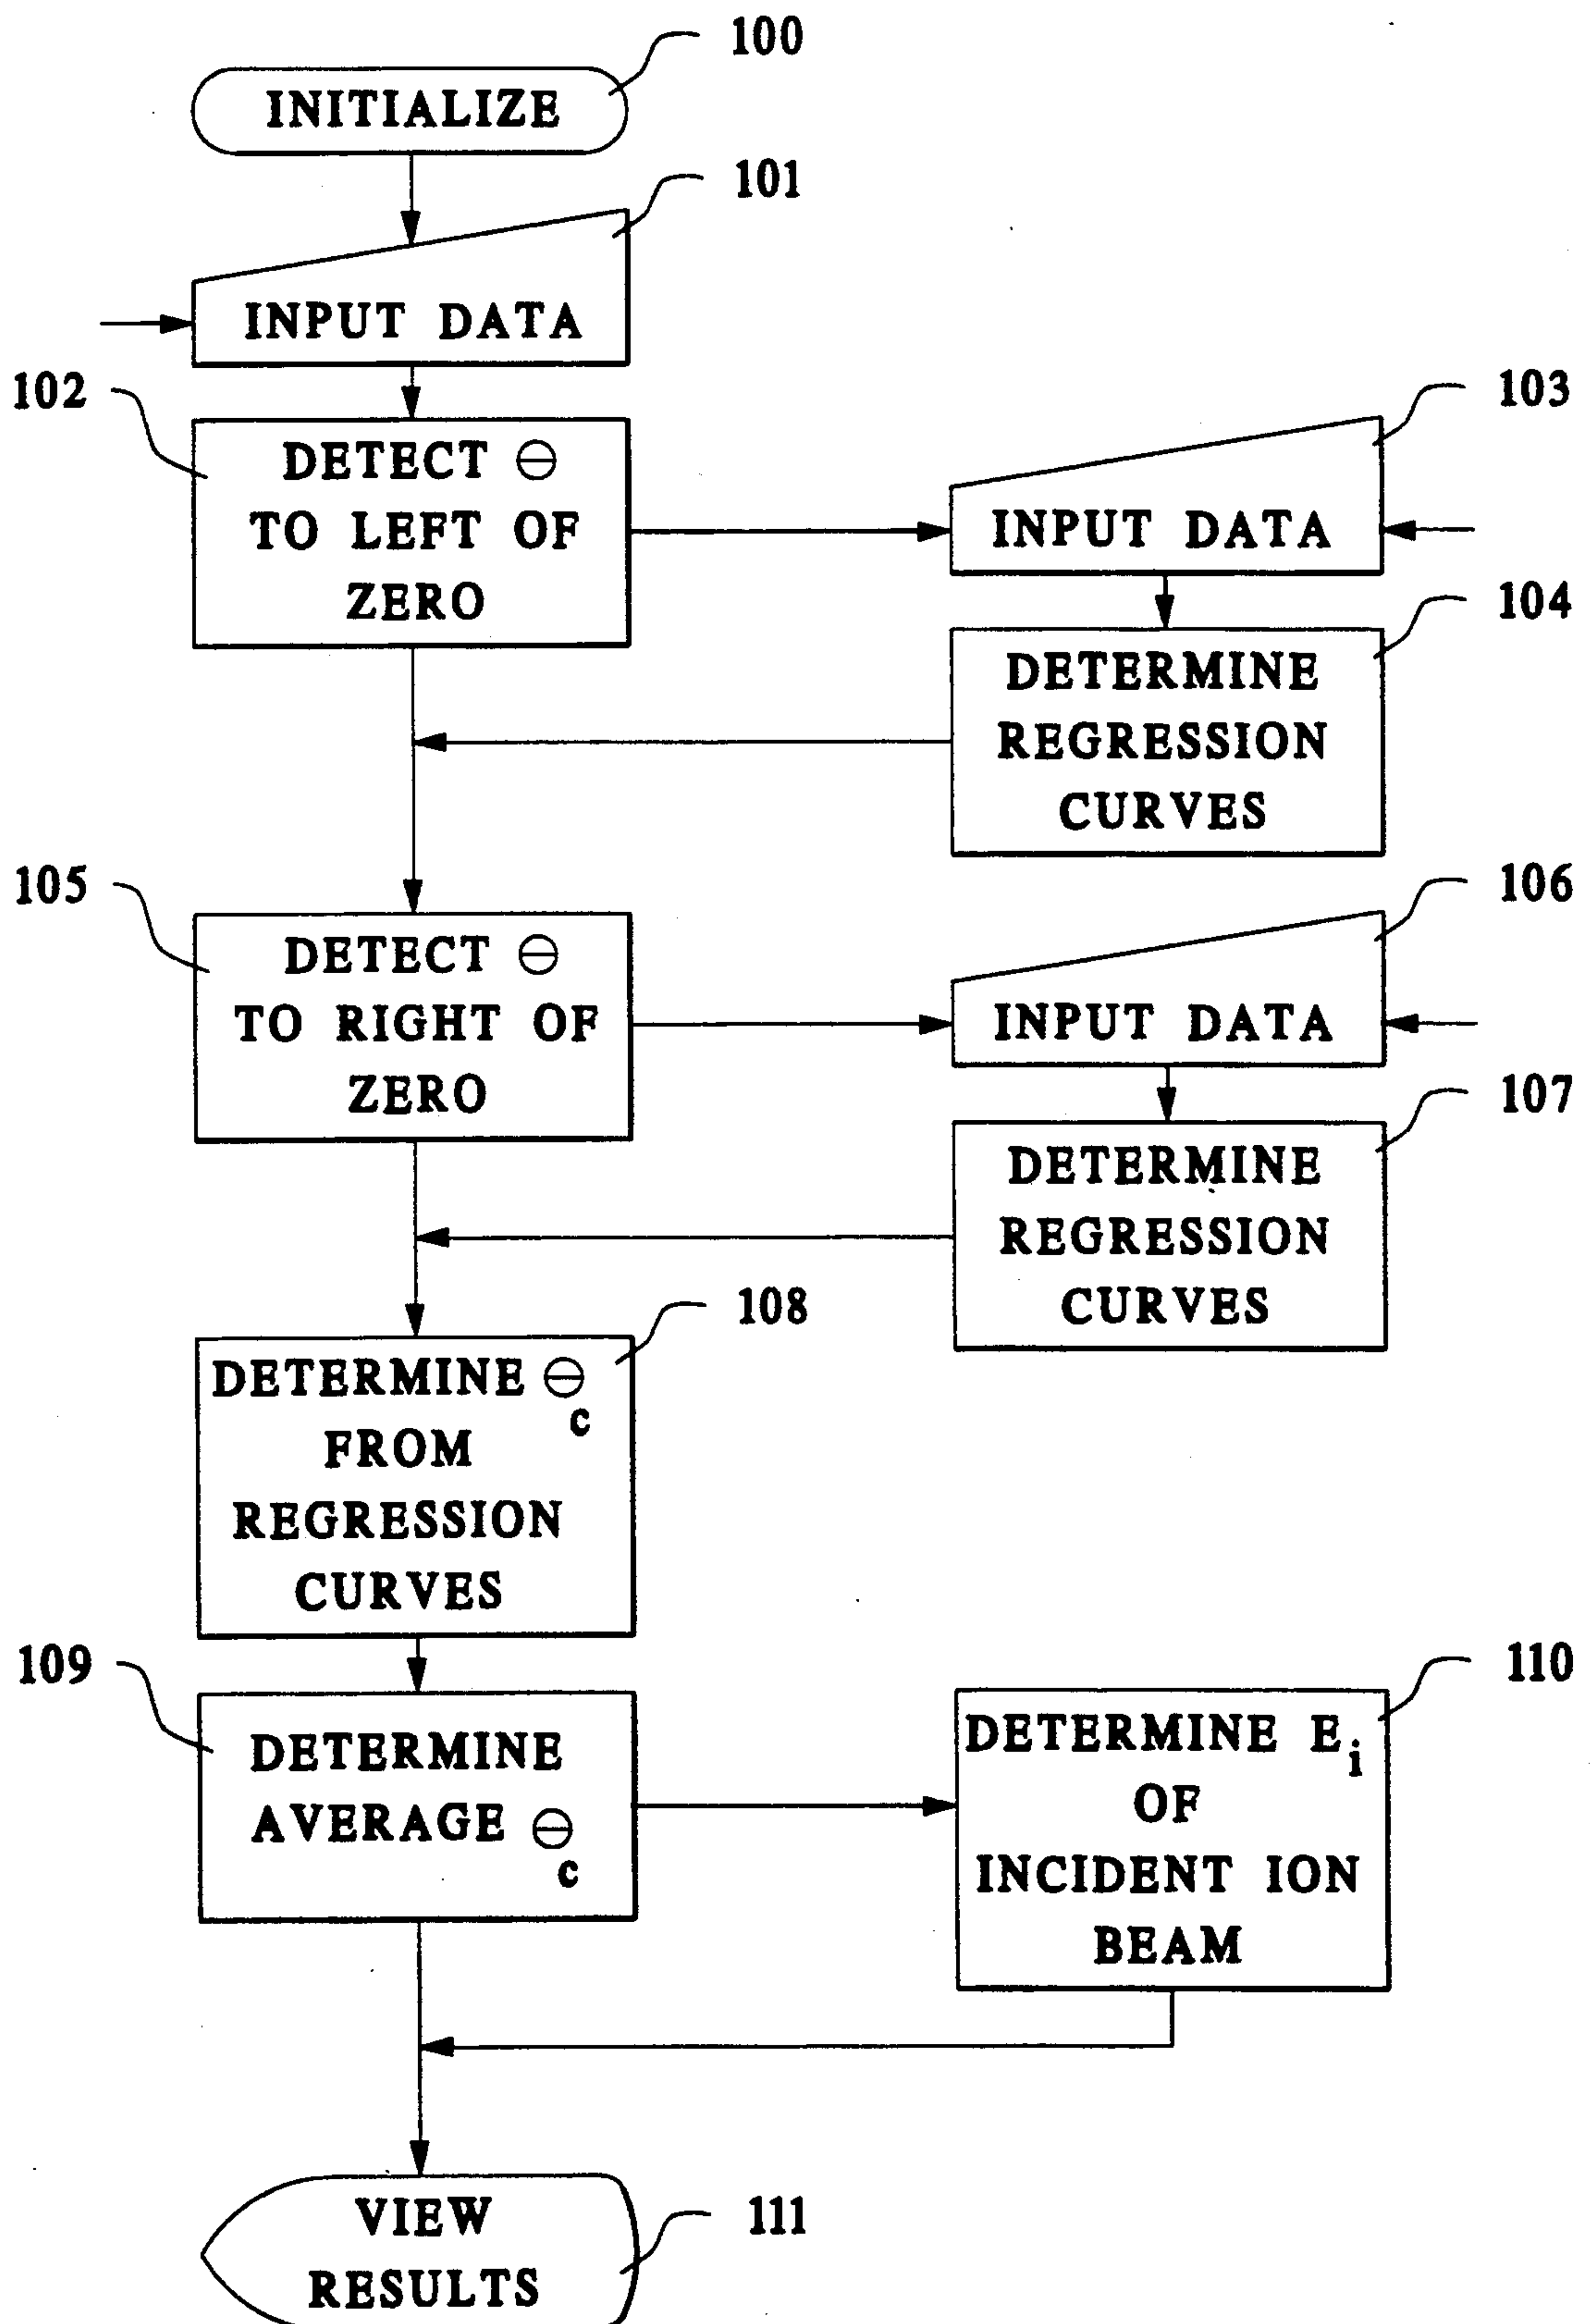 100
INITIALIZE
101
INPUT DATA
102
DETECT Θ
TO LEFT OF
ZERO
103
INPUT DATA
104
DETERMINE
REGRESSION
CURVES
105
DETECT Θ
TO RIGHT OF
ZERO
106
INPUT DATA
107
DETERMINE
REGRESSION
CURVES
108
DETERMINE Θc
FROM
REGRESSION
CURVES
109
DETERMINE
AVERAGE Θc
110
DETERMINE Ei
OF
INCIDENT ION
BEAM
111
VIEW
RESULTS